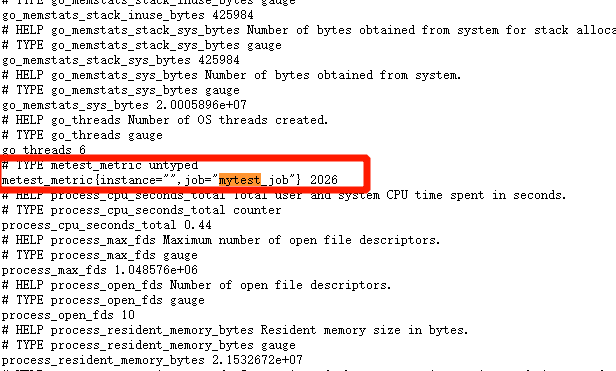 # TYPE go_memstats_stack_inuse_bytes gauge
go_memstats_stack_inuse_bytes 425984
# HELP go_memstats_stack_sys_bytes Number of bytes obtained from system for stack alloca
# TYPE go_memstats_stack_sys_bytes gauge
go_memstats_stack_sys_bytes 425984
# HELP go_memstats_sys_bytes Number of bytes obtained from system.
# TYPE go_memstats_sys_bytes gauge
go_memstats_sys_bytes 2.0005896e+07
# HELP go_threads Number of OS threads created.
# TYPE go_threads gauge
go_threads 6
# TYPE metest_metric untyped
metest_metric{instance="",job="mytest_job"} 2026
# HELP process_cpu_seconds_total Total user and system CPU time spent in seconds.
# TYPE process_cpu_seconds_total counter
process_cpu_seconds_total 0.44
# HELP process_max_fds Maximum number of open file descriptors.
# TYPE process_max_fds gauge
process_max_fds 1.048576e+06
# HELP process_open_fds Number of open file descriptors.
# TYPE process_open_fds gauge
process_open_fds 10
# HELP process_resident_memory_bytes Resident memory size in bytes.
# TYPE process_resident_memory_bytes gauge
process_resident_memory_bytes 2.1532672e+07